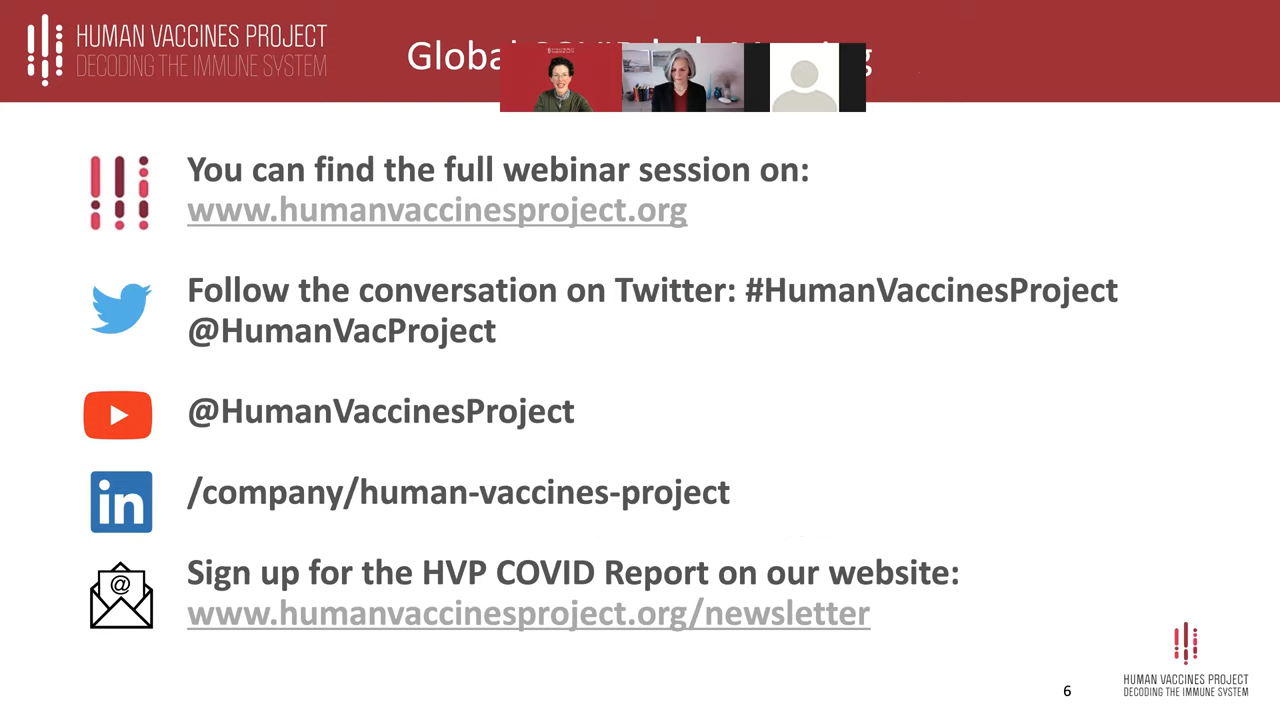 HUMAN VACCINES PROJECT
DECODING THE IMMUNE SYSTEM
Global
You can find the full webinar session on:
www.humanvaccinesproject.org
Follow the conversation on Twitter: #HumanVaccinesProject
@HumanVacProject
@HumanVaccinesProject
in
/company/human-vaccines-project
@
Sign up for the HVP COVID Report on our website:
www.humanvaccinesproject.org/newsletter
6
HUMAN VACCINES PROJECT
DECODING THE IMMUNE SYSTEM